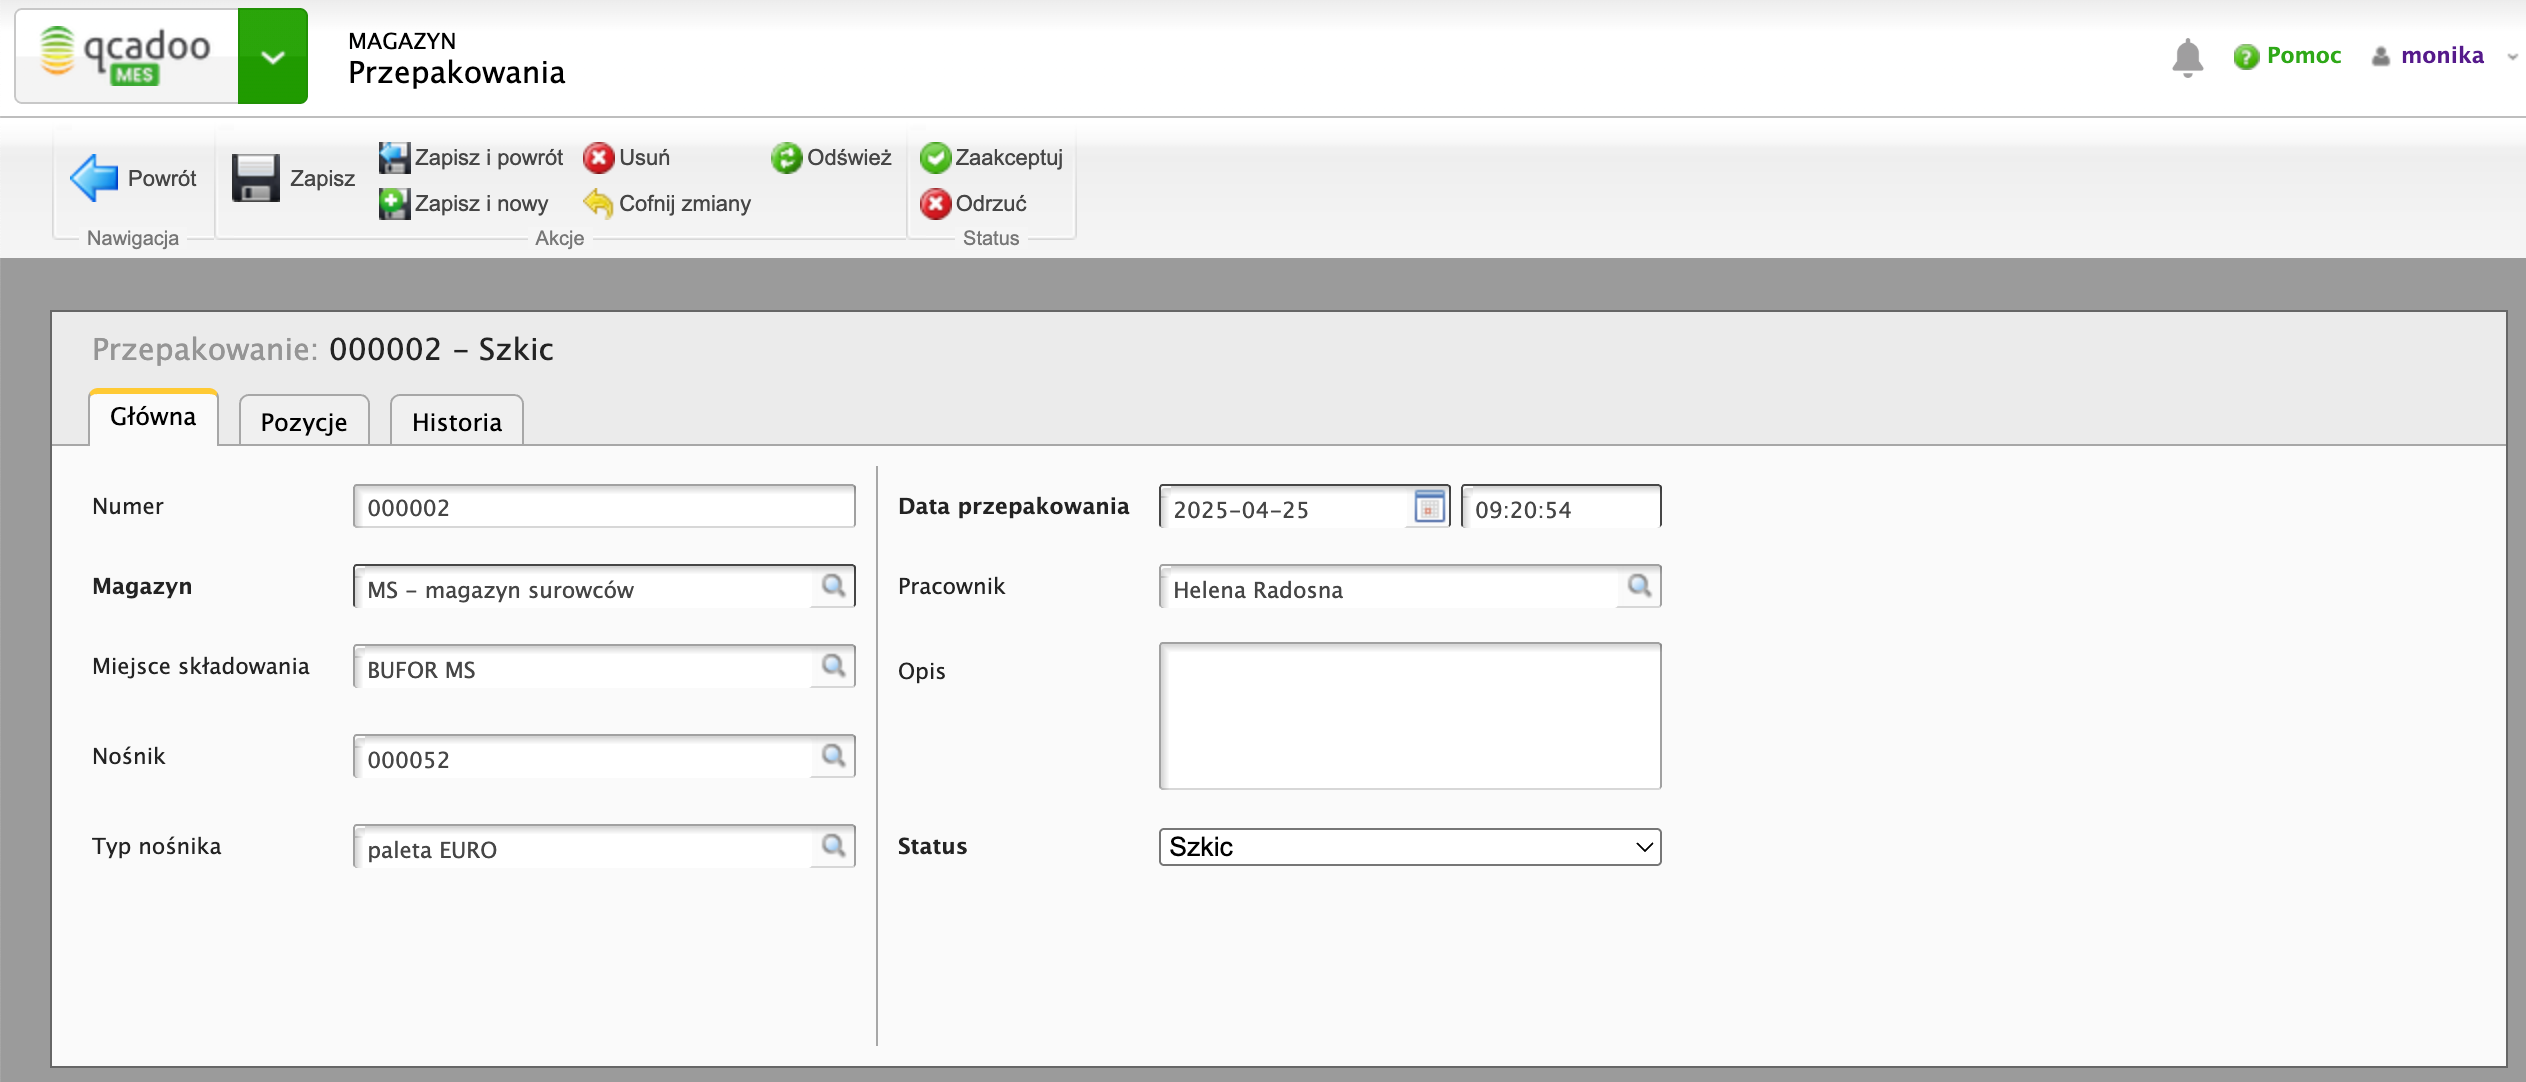 qcadoo
MES
MAGAZYN
Przepakowania
Pomoc
monika
Powrót
Zapisz
Zapisz i powrót
Usuń
Odśwież
Zaakceptuj
Zapisz i nowy
Cofnij zmiany
Odrzuć
Nawigacja
Akcje
Status
Przepakowanie: 000002 – Szkic
Główna
Pozycje
Historia
Numer
000002
Magazyn
MS – magazyn surowców
Miejsce składowania
BUFOR MS
Nośnik
000052
Typ nośnika
paleta EURO
Data przepakowania
2025–04–25
09:20:54
Pracownik
Helena Radosna
Opis
Status
Szkic